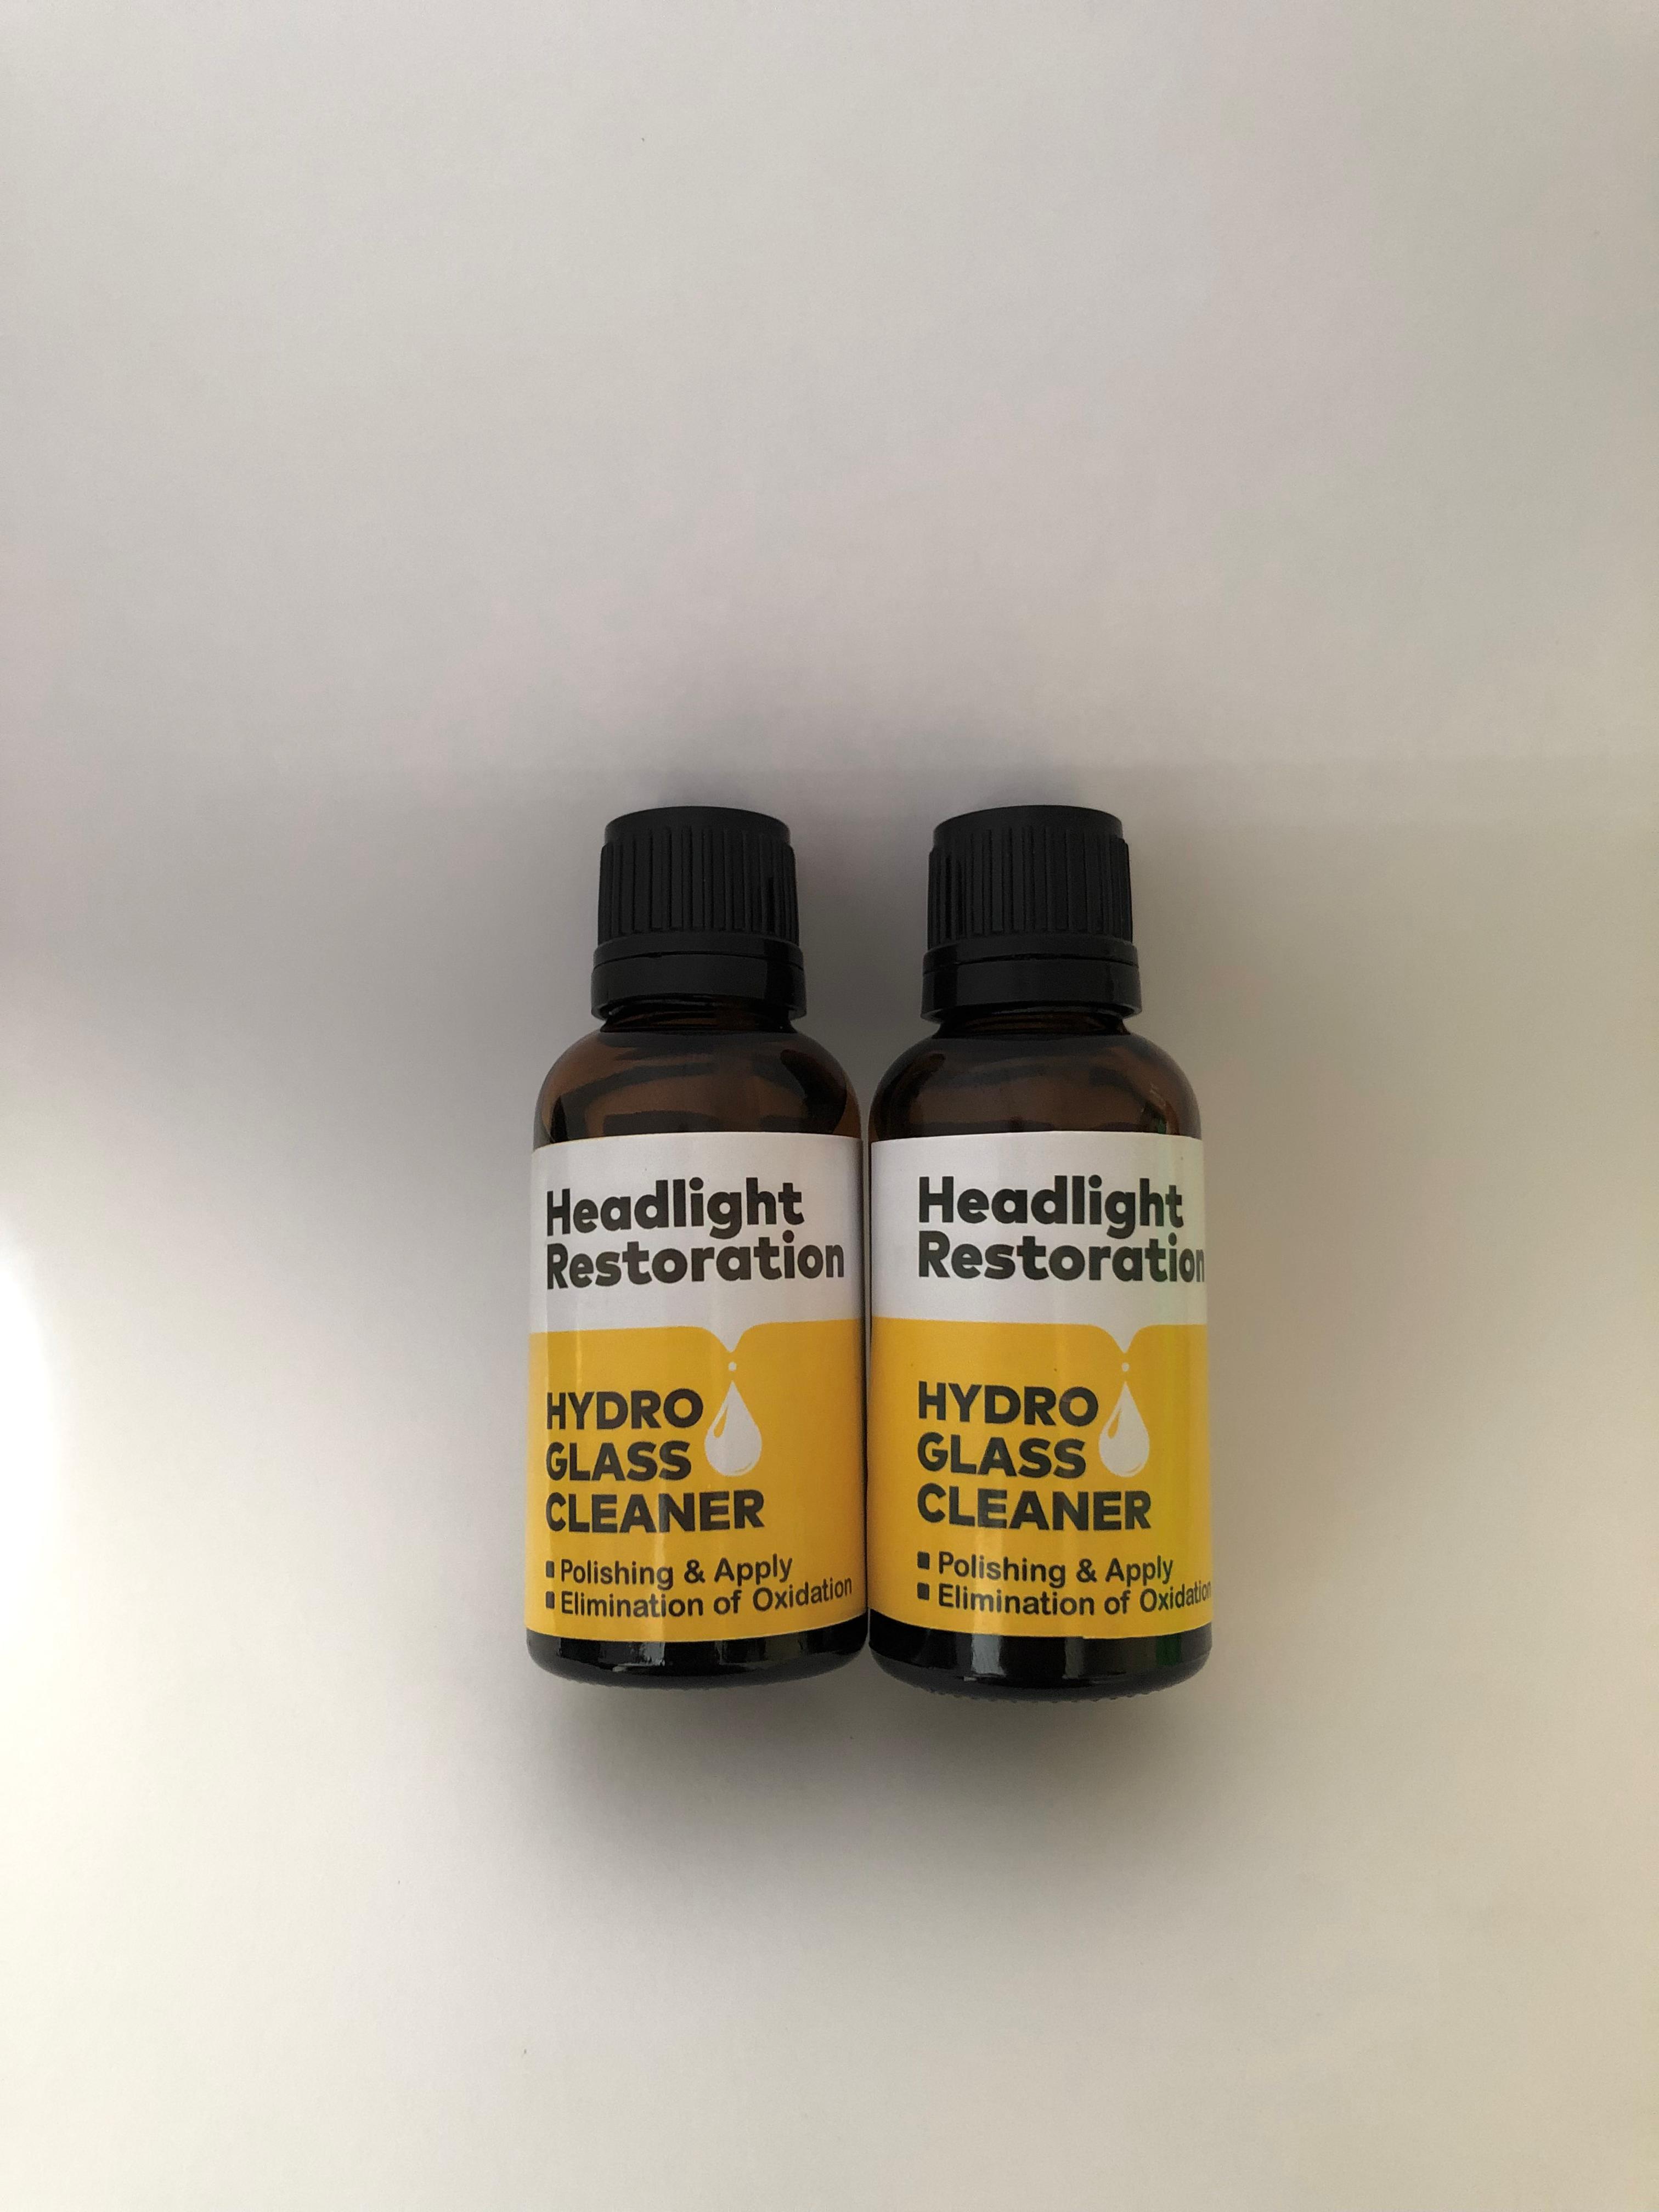 Headlight
Restoration
HYDRO
GLASS
CLEANER
Polishing & Apply
Elimination of Oxidation
Headlight
Restoration
HYDRO
GLASS
CLEANER
Polishing & Apply
Elimination of Oxidation